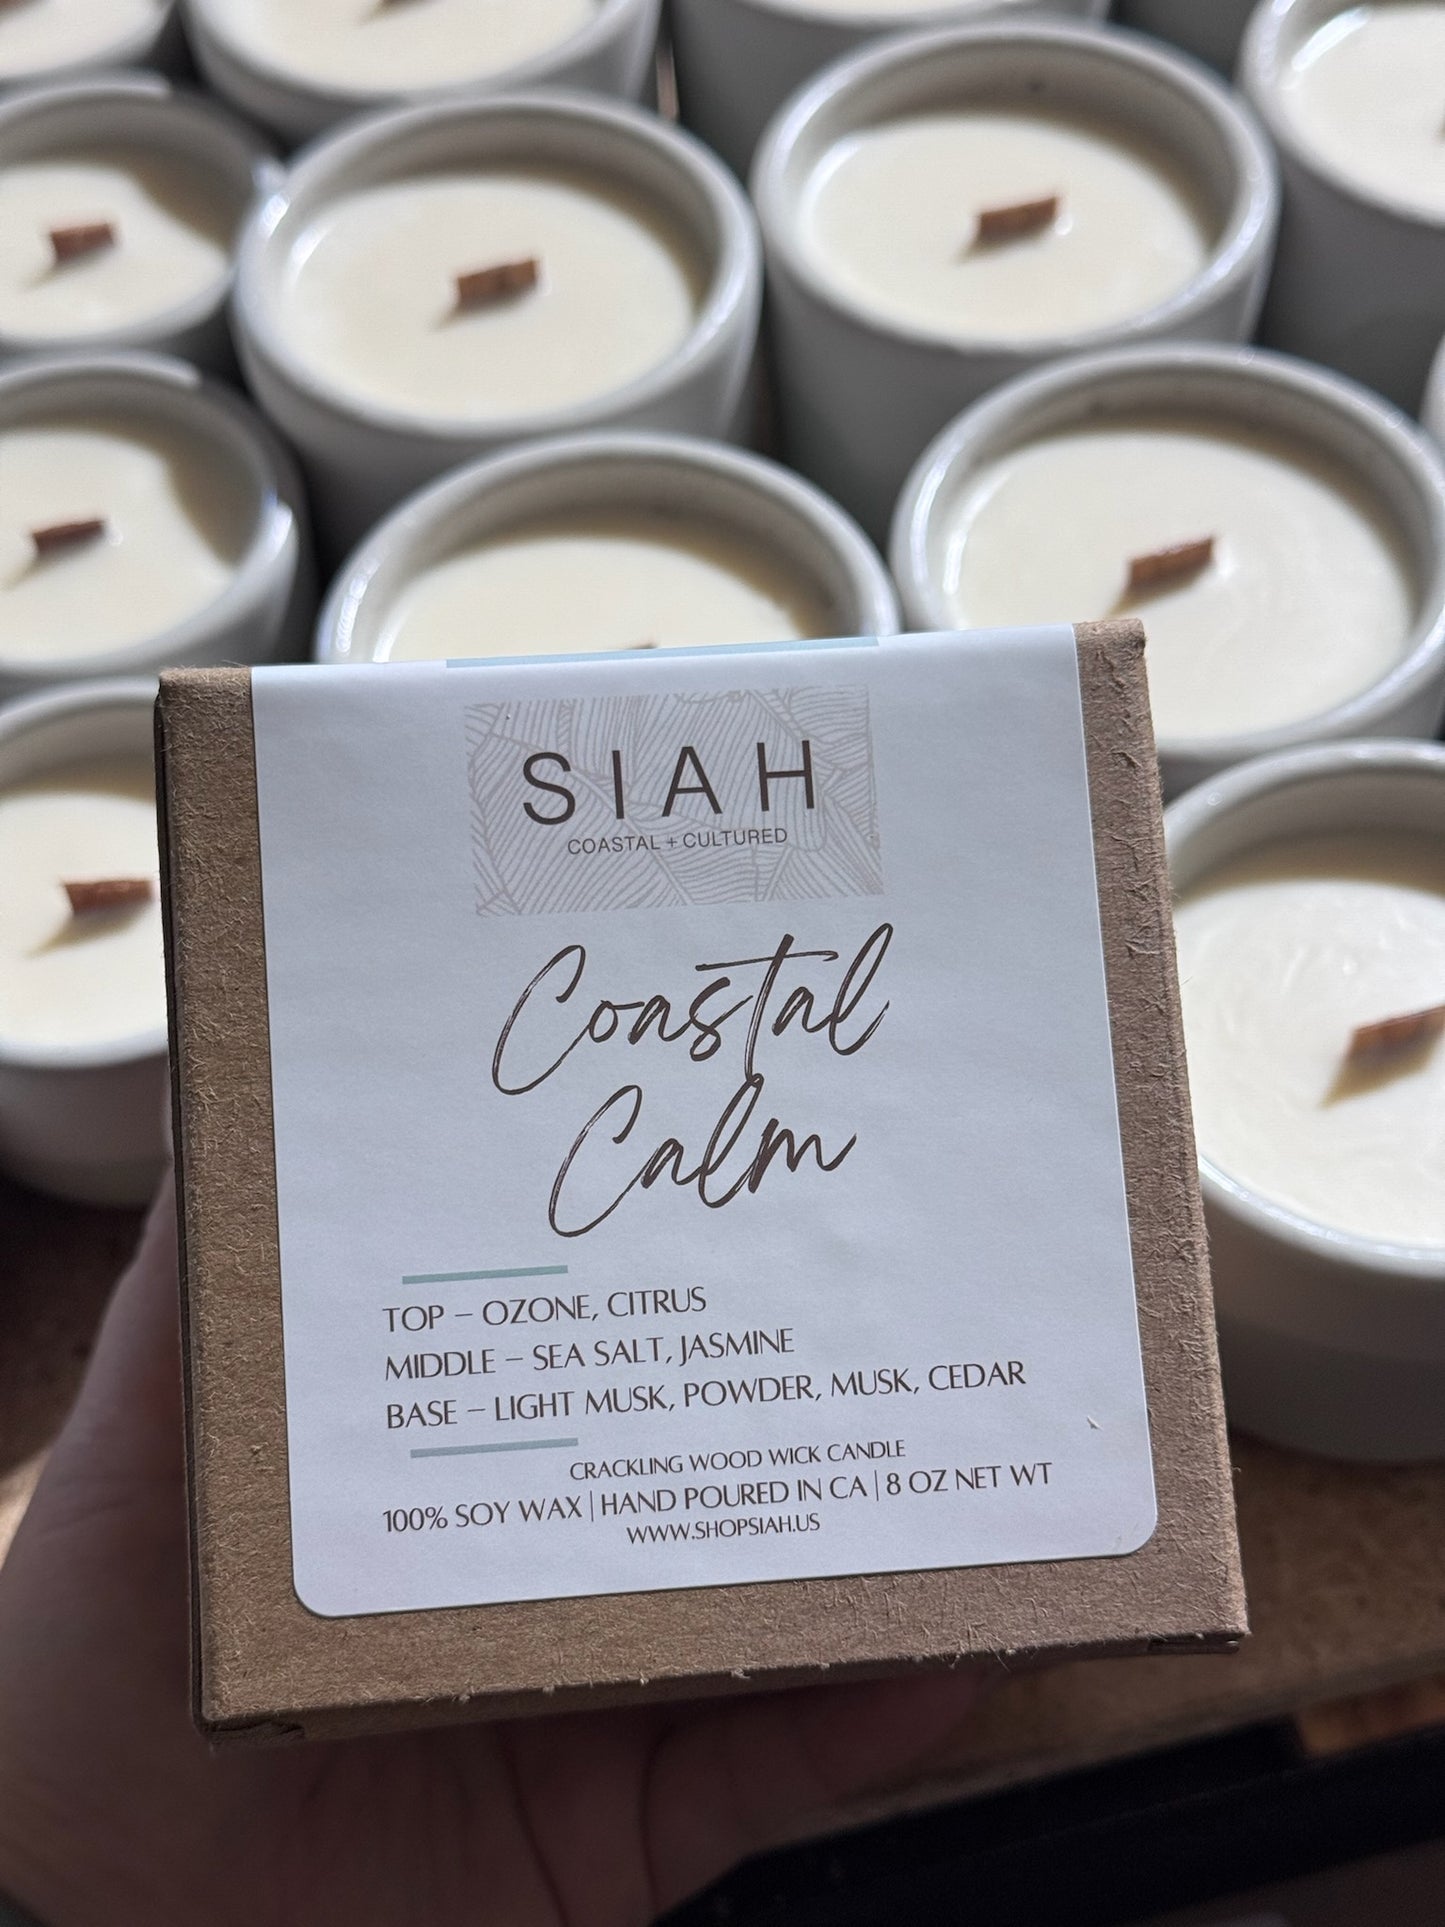 SIAH
COASTAL + CULTURED
Coastal
Calm
TOP – OZONE, CITRUS
MIDDLE – SEA SALT, JASMINE
BASE – LIGHT MUSK, POWDER, MUSK, CEDAR
CRACKLING WOOD WICK CANDLE
100% SOY WAX | HAND POURED IN CA | 8 OZ NET WT
WWW.SHOPSIAH.US